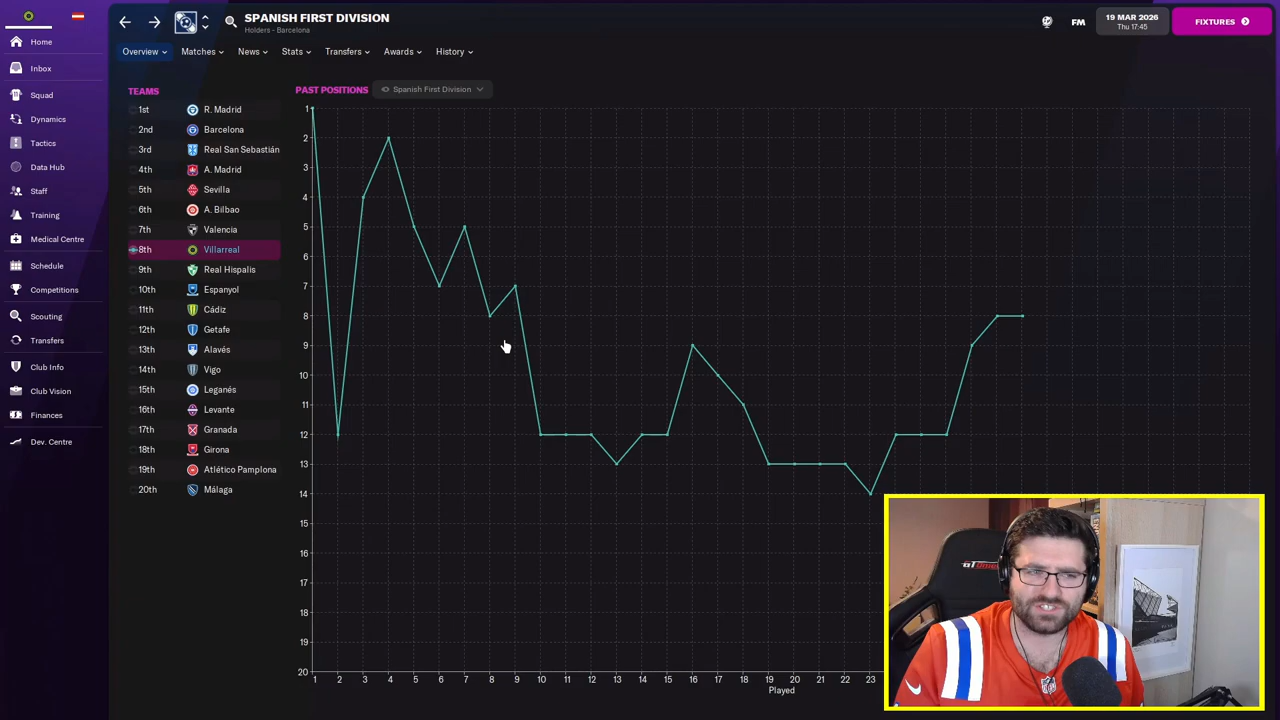 SPANISH FIRST DIVISION
Holders - Barcelona
FM
19 MAR 2026
Thu 17:45
FIXTURES
Overview
Matches
News
Stats
Transfers
Awards
History
Home
Inbox
Squad
Dynamics
Tactics
Data Hub
Staff
Training
Medical Centre
Schedule
Competitions
Scouting
Transfers
Club Info
Club Vision
Finances
Dev. Centre
TEAMS
1st R. Madrid
2nd Barcelona
3rd Real San Sebastián
4th A. Madrid
5th Sevilla
6th A. Bilbao
7th Valencia
8th Villarreal
9th Real Hispalis
10th Espanyol
11th Cádiz
12th Getafe
13th Alavés
14th Vigo
15th Leganés
16th Levante
17th Granada
18th Girona
19th Atlético Pamplona
20th Málaga
PAST POSITIONS
Spanish First Division
1
2
3
4
5
6
7
8
9
10
11
12
13
14
15
16
17
18
19
20
1 2 3 4 5 6 7 8 9 10 11 12 13 14 15 16 17 18 19 20 21 22 23
Played